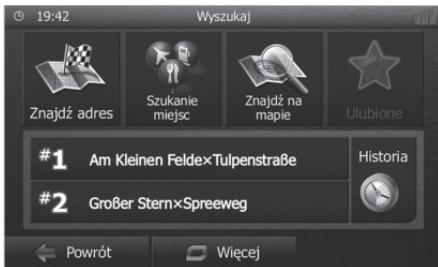 19:42 Wyszukaj
Znajdź adres
Szukanie miejsc
Znajdź na mapie
Ulubione
#1 Am Kleinen Felde×Tulpenstraße
#2 Großer Stern×Spreeweg
Historia
Powrót
Więcej